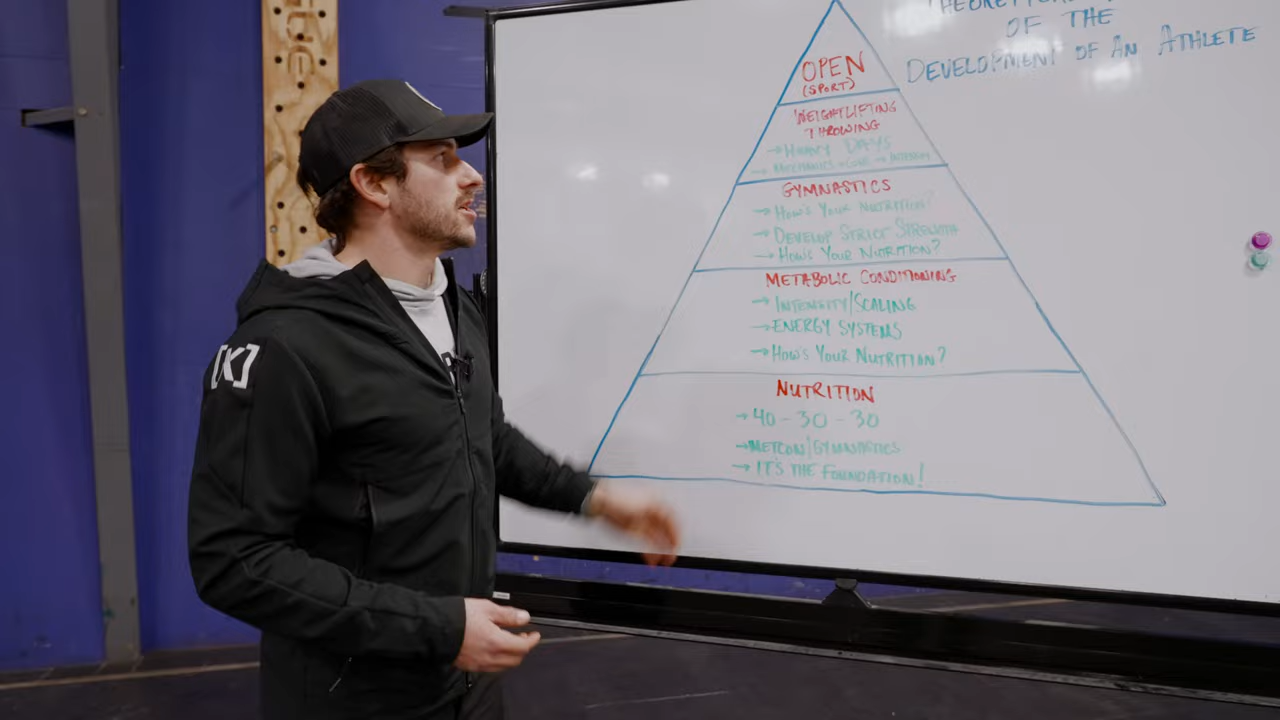 THEORETICAL
OF THE
DEVELOPMENT OF AN ATHLETE
OPEN
(SPORT)
WEIGHTLIFTING
THROWING
→ HEAVY DAYS
→ MECHANICS → CONS → INTENSITY
GYMNASTICS
→ HOW'S YOUR NUTRITION?
→ DEVELOP STRICT STRENGTH
→ HOW'S YOUR NUTRITION?
METABOLIC CONDITIONING
→ INTENSITY/SCALING
→ ENERGY SYSTEMS
→ HOW'S YOUR NUTRITION?
NUTRITION
→ 40 - 30 - 30
→ METCON/GYMNASTICS
→ IT'S THE FOUNDATION!
[X]